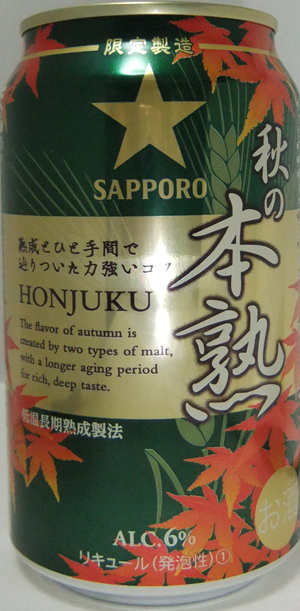 限定製造
SAPPORO
秋の本熟
熟成とひと手間で
辿りついた力強いコク
HONJUKU
The flavor of autumn is
created by two types of malt,
with a longer aging period
for rich, deep taste.
低温長期熟成製法
お酒
ALC.6%
リキュール(発泡性)①